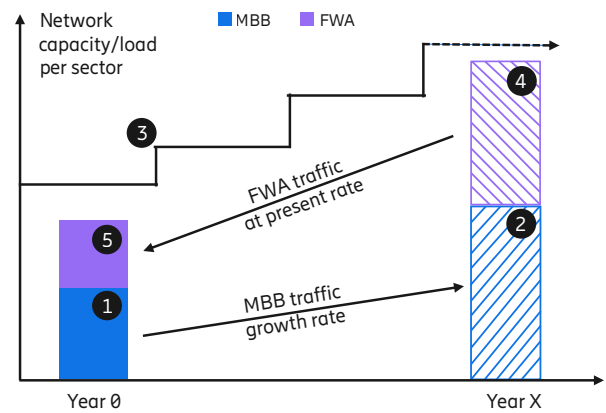 Network
capacity/load
per sector
MBB
FWA
3
4
FWA traffic
at present rate
2
5
1
MBB traffic
growth rate
Year 0
Year X